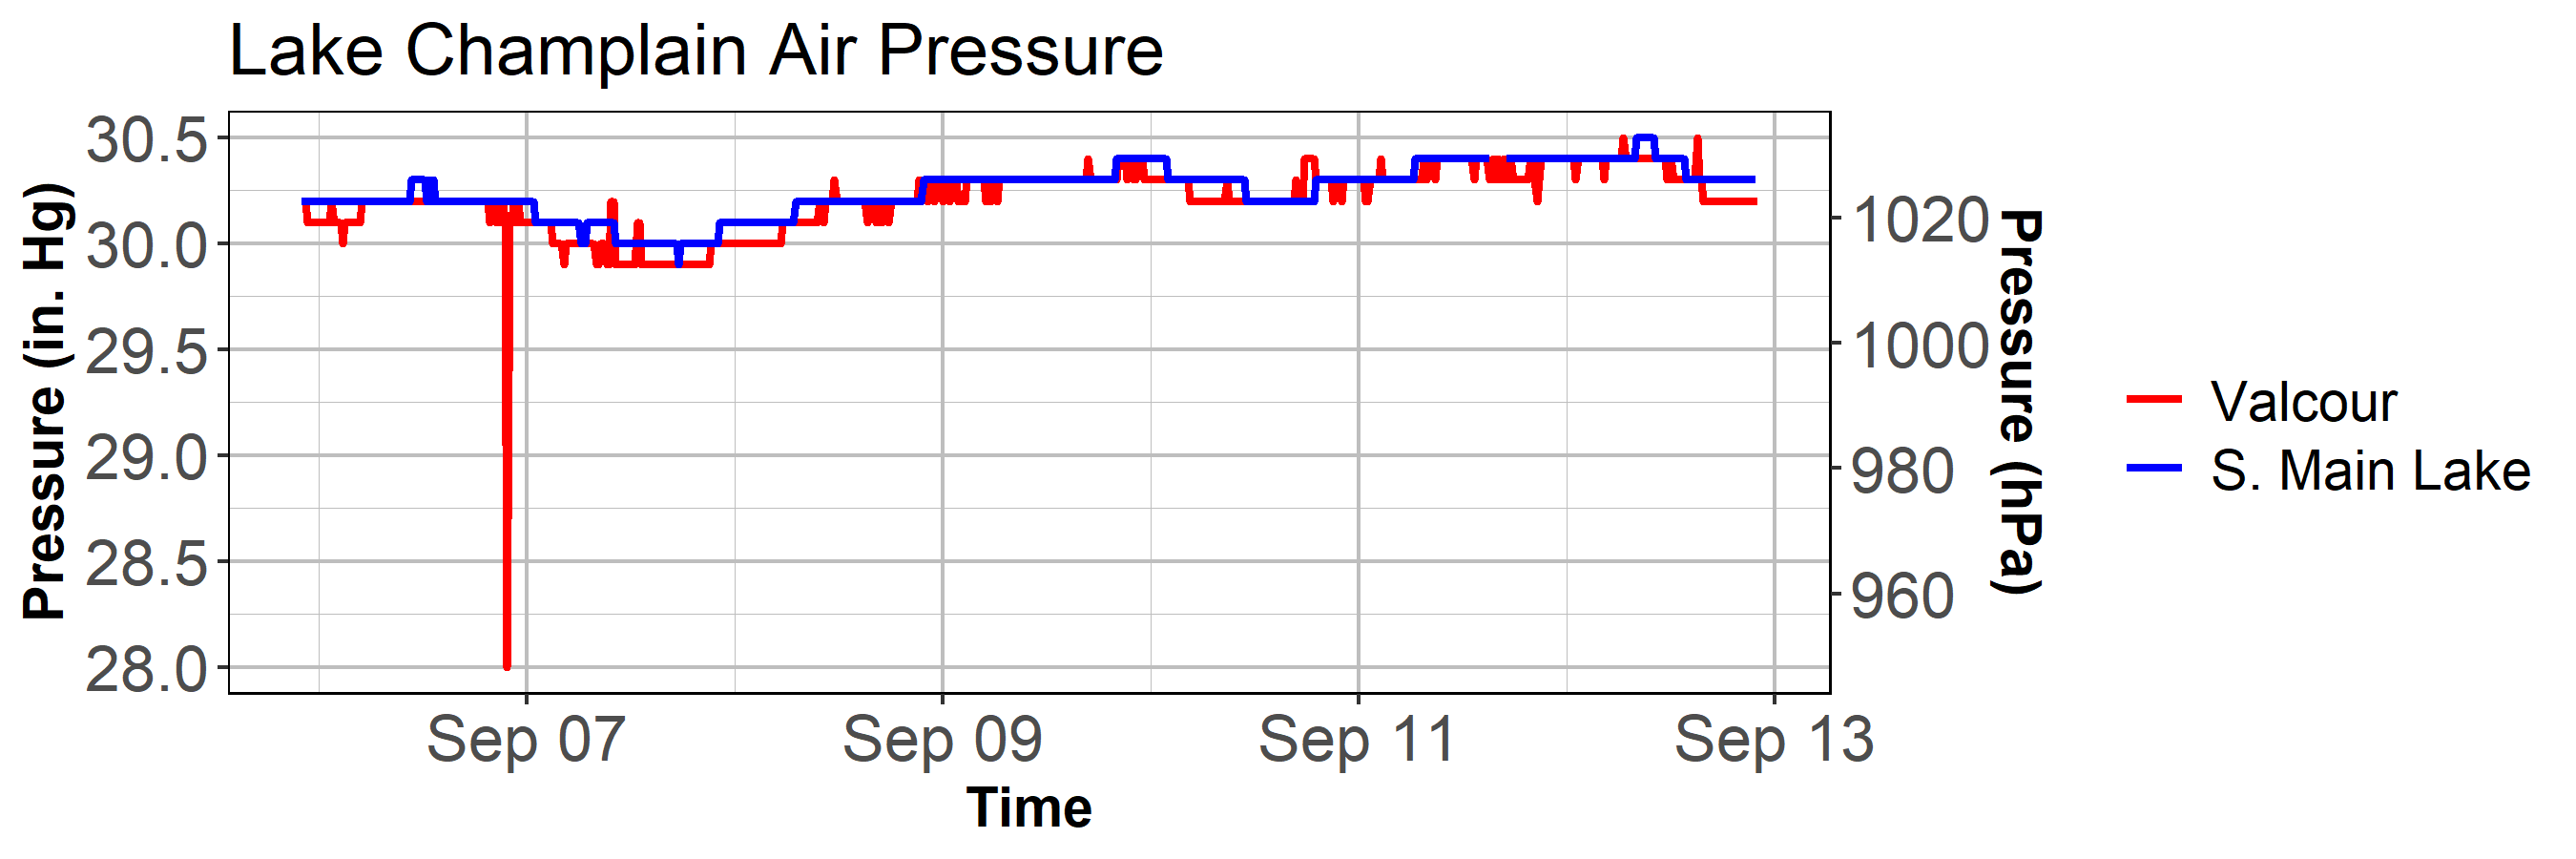 Lake Champlain Air Pressure
Pressure (in. Hg)
30.5
30.0
29.5
29.0
28.5
28.0
1020
1000
980
960
Pressure (hPa)
Sep 07
Sep 09
Sep 11
Sep 13
Time
Valcour
S. Main Lake